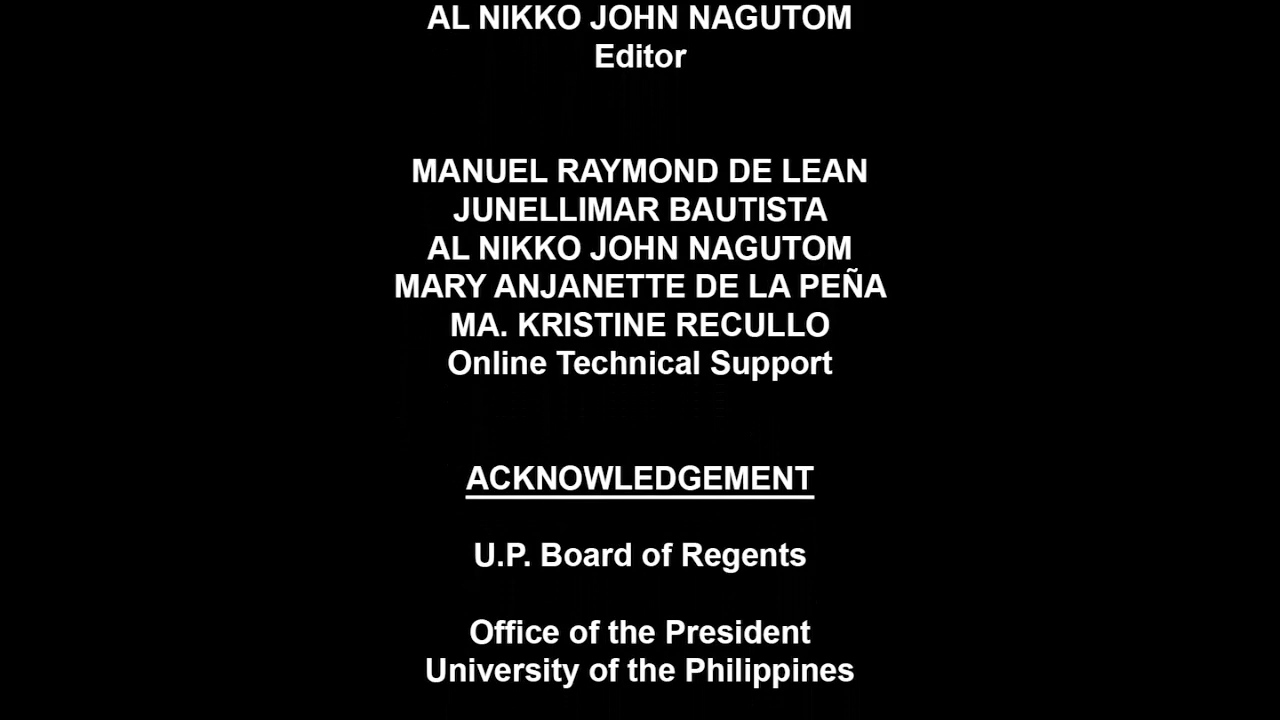 AL NIKKO JOHN NAGUTOM
Editor
MANUEL RAYMOND DE LEAN
JUNELLIMAR BAUTISTA
AL NIKKO JOHN NAGUTOM
MARY ANJANETTE DE LA PEÑA
MA. KRISTINE RECULLO
Online Technical Support
ACKNOWLEDGEMENT
U.P. Board of Regents
Office of the President
University of the Philippines